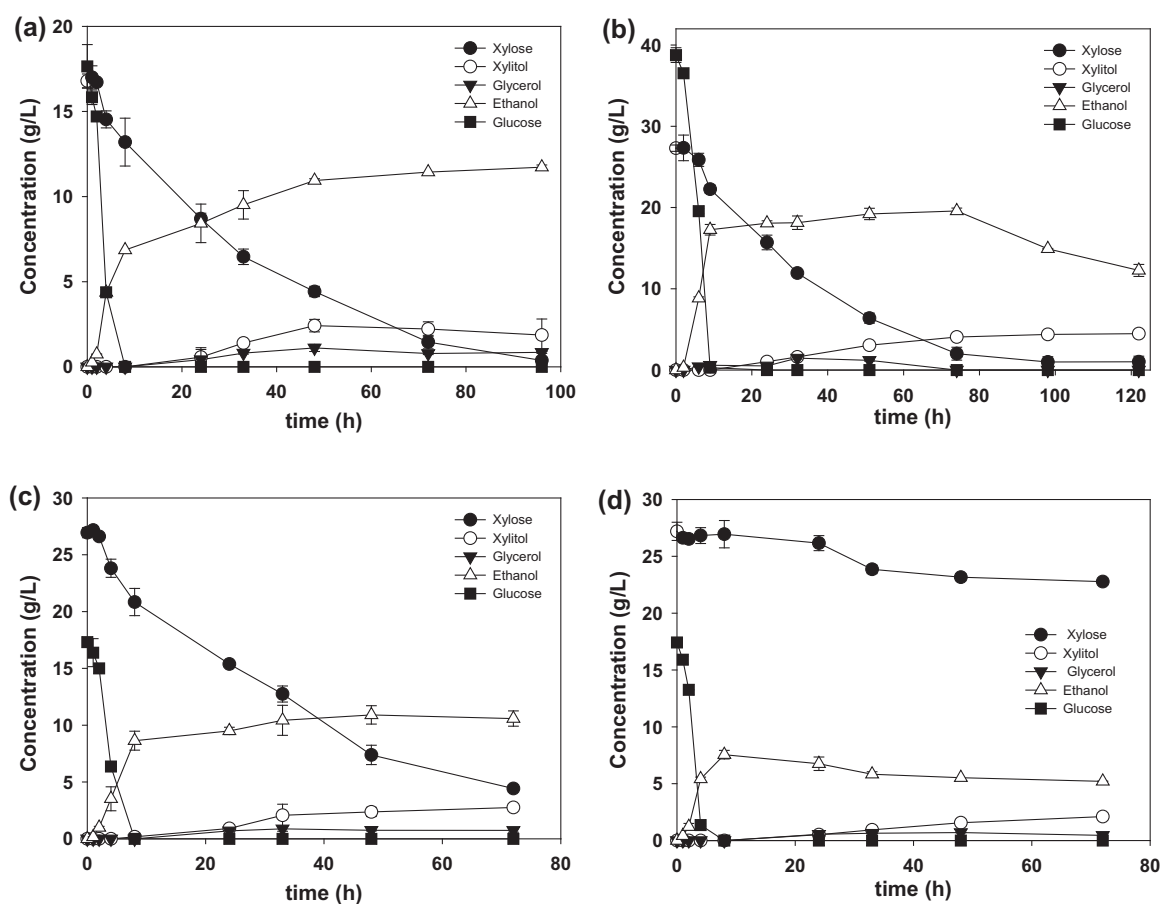 (a)
20
15
10
5
0
Concentration (g/L)
Xylose
Xylitol
Glycerol
Ethanol
Glucose
0 20 40 60 80 100
time (h)
(b)
40
30
20
10
0
Concentration (g/L)
Xylose
Xylitol
Glycerol
Ethanol
Glucose
0 20 40 60 80 100 120
time (h)
(c)
30
25
20
15
10
5
0
Concentration (g/L)
Xylose
Xylitol
Glycerol
Ethanol
Glucose
0 20 40 60 80
time (h)
(d)
30
25
20
15
10
5
0
Concentration (g/L)
Xylose
Xylitol
Glycerol
Ethanol
Glucose
0 20 40 60 80
time (h)